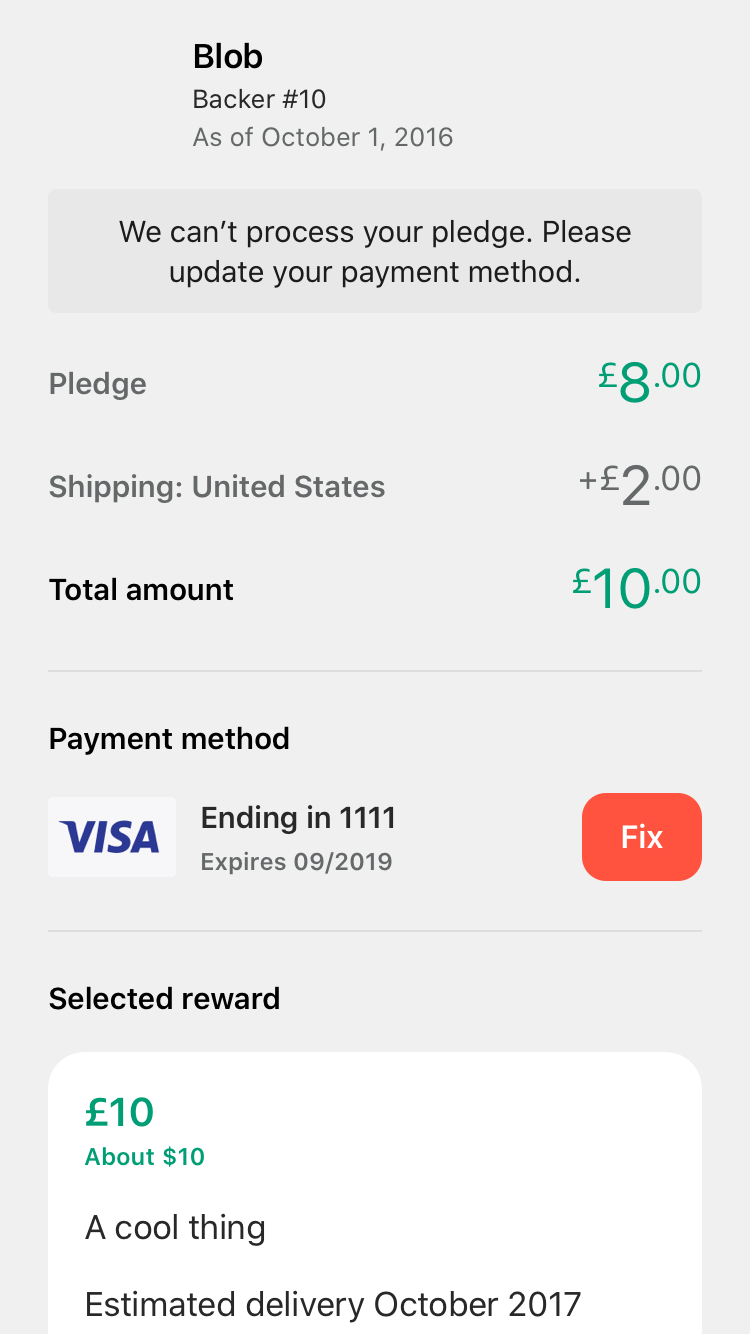 Blob
Backer #10
As of October 1, 2016
We can’t process your pledge. Please
update your payment method.
Pledge £8.00
Shipping: United States +£2.00
Total amount £10.00
Payment method
VISA
Ending in 1111
Expires 09/2019
Fix
Selected reward
£10
About $10
A cool thing
Estimated delivery October 2017